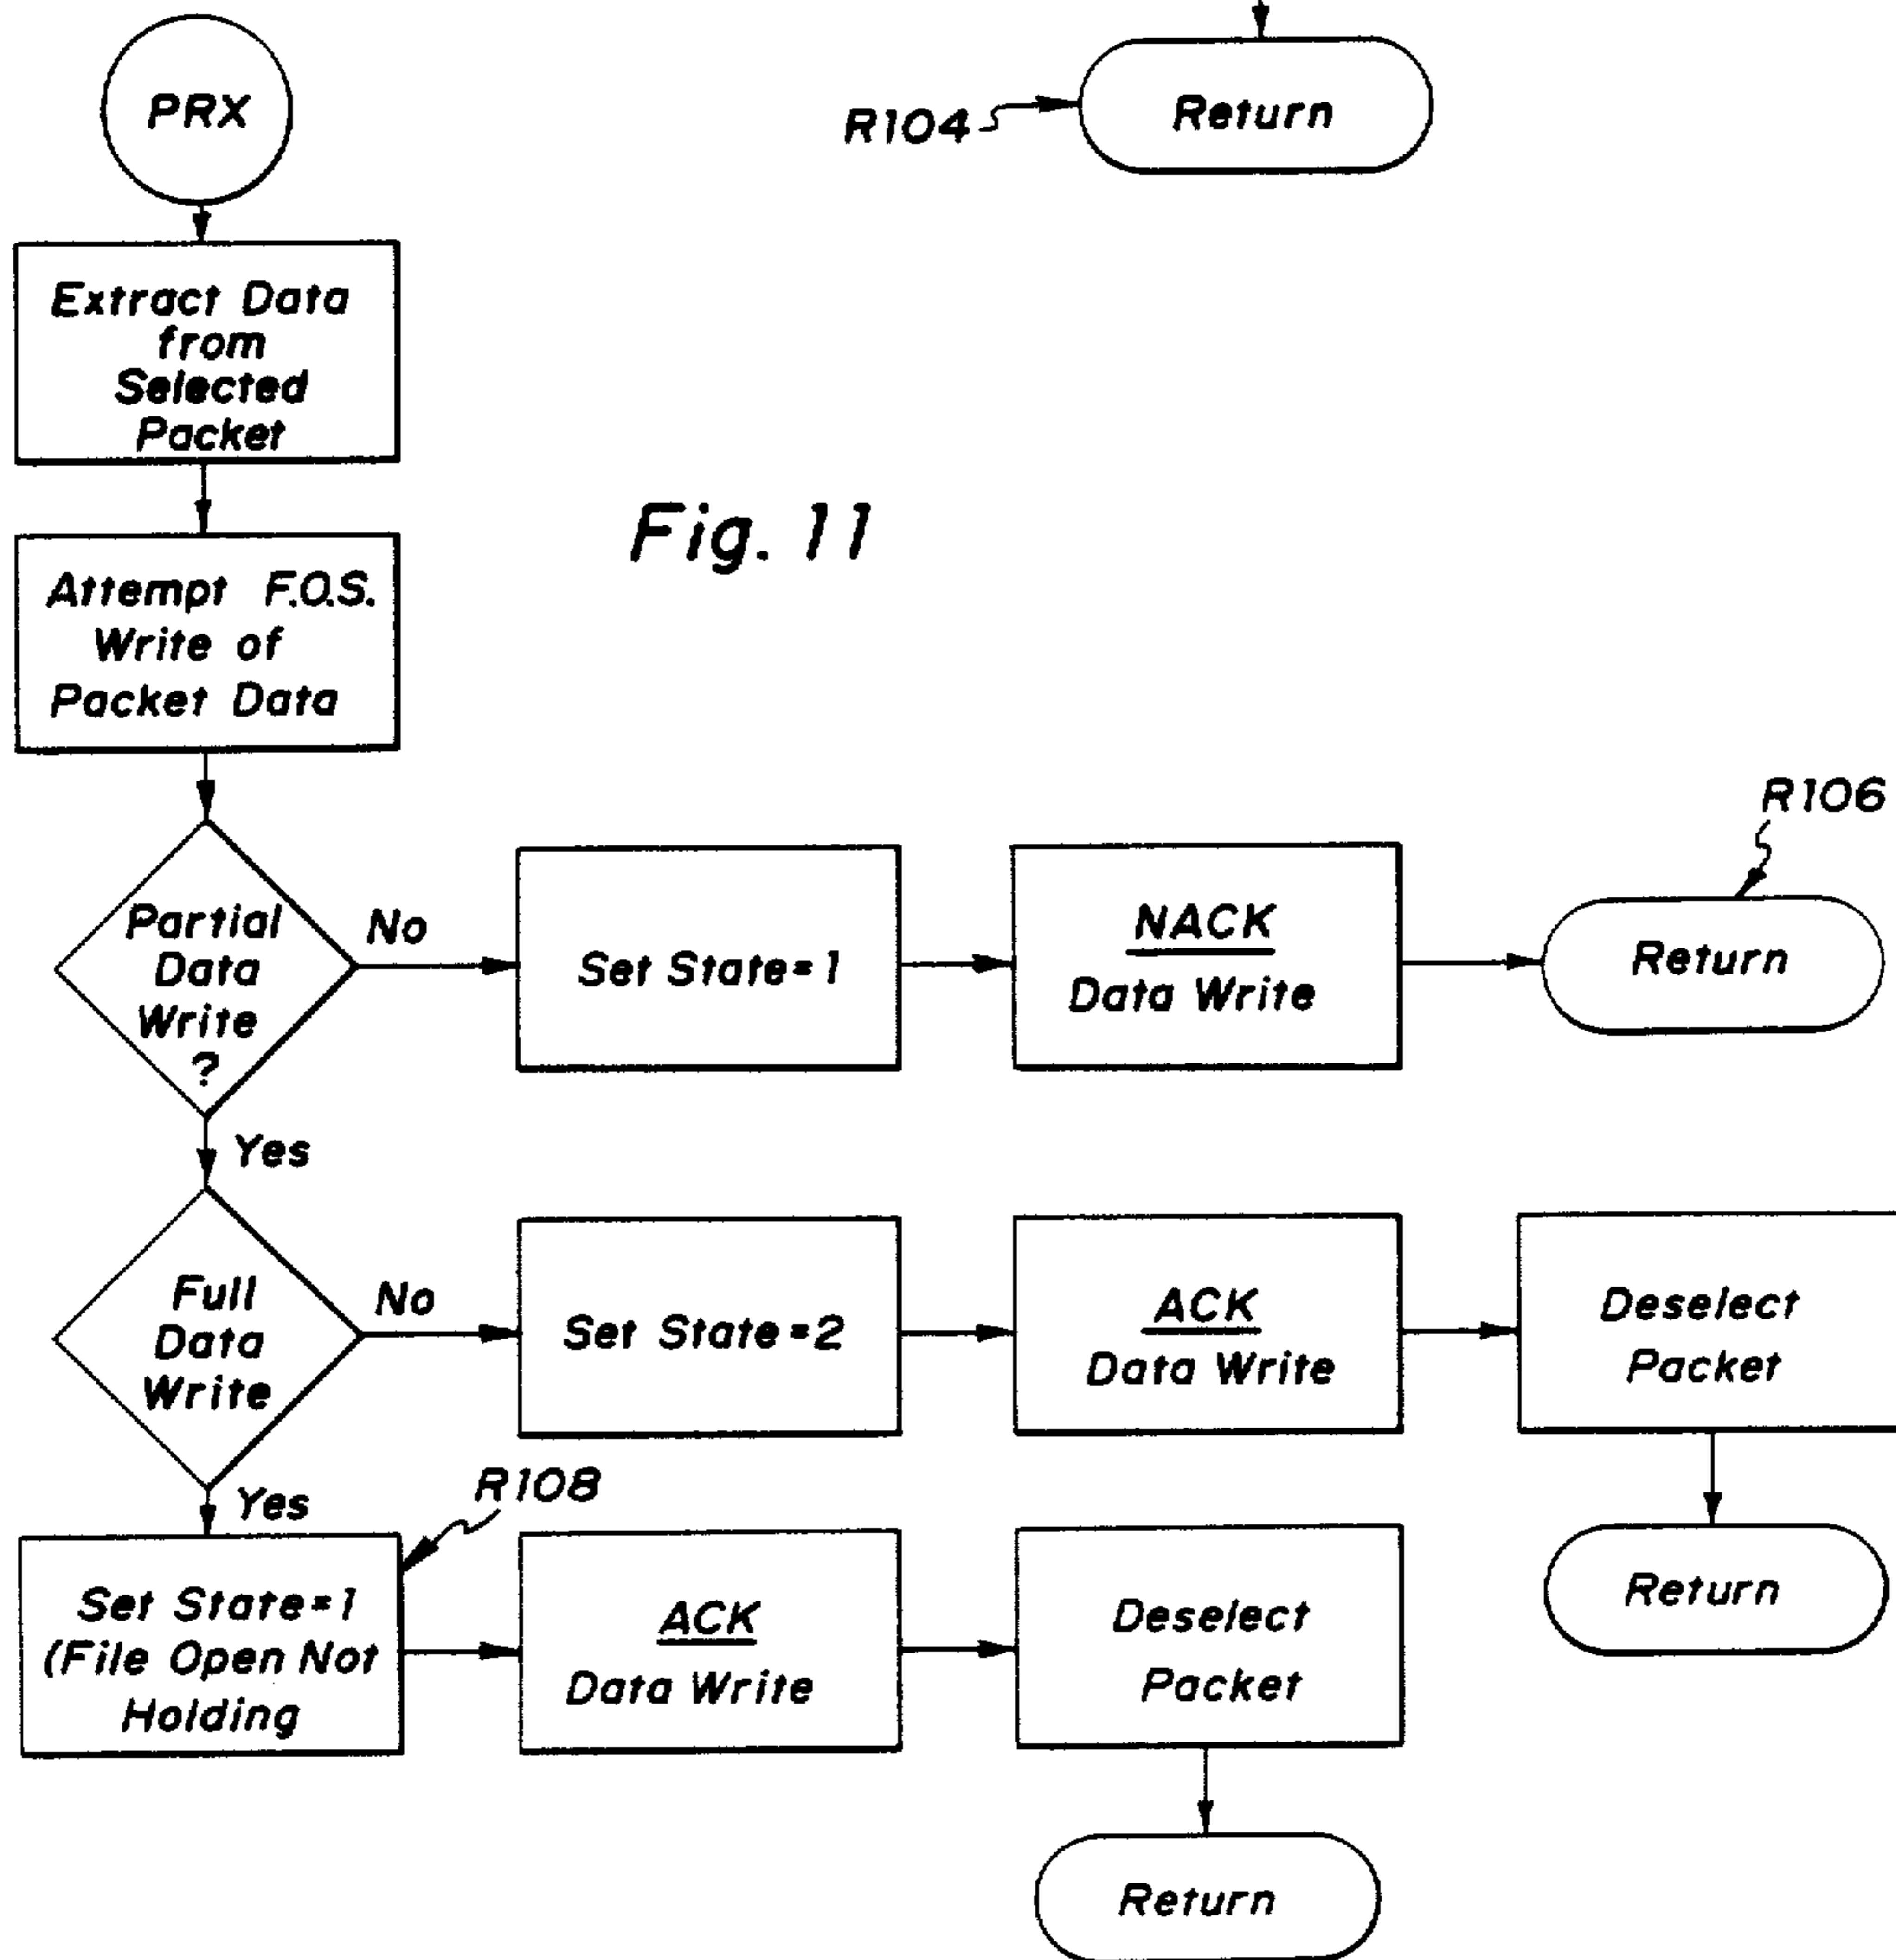 PRX
R104
Return
Extract Data
from
Selected
Packet
Fig. 11
Attempt F.O.S.
Write of
Packet Data
R106
Partial
Data
Write
?
No
Set State=1
NACK
Data Write
Return
Yes
Full
Data
Write
No
Set State=2
ACK
Data Write
Deselect
Packet
Return
Yes
R108
Set State=1
(File Open Not
Holding
ACK
Data Write
Deselect
Packet
Return